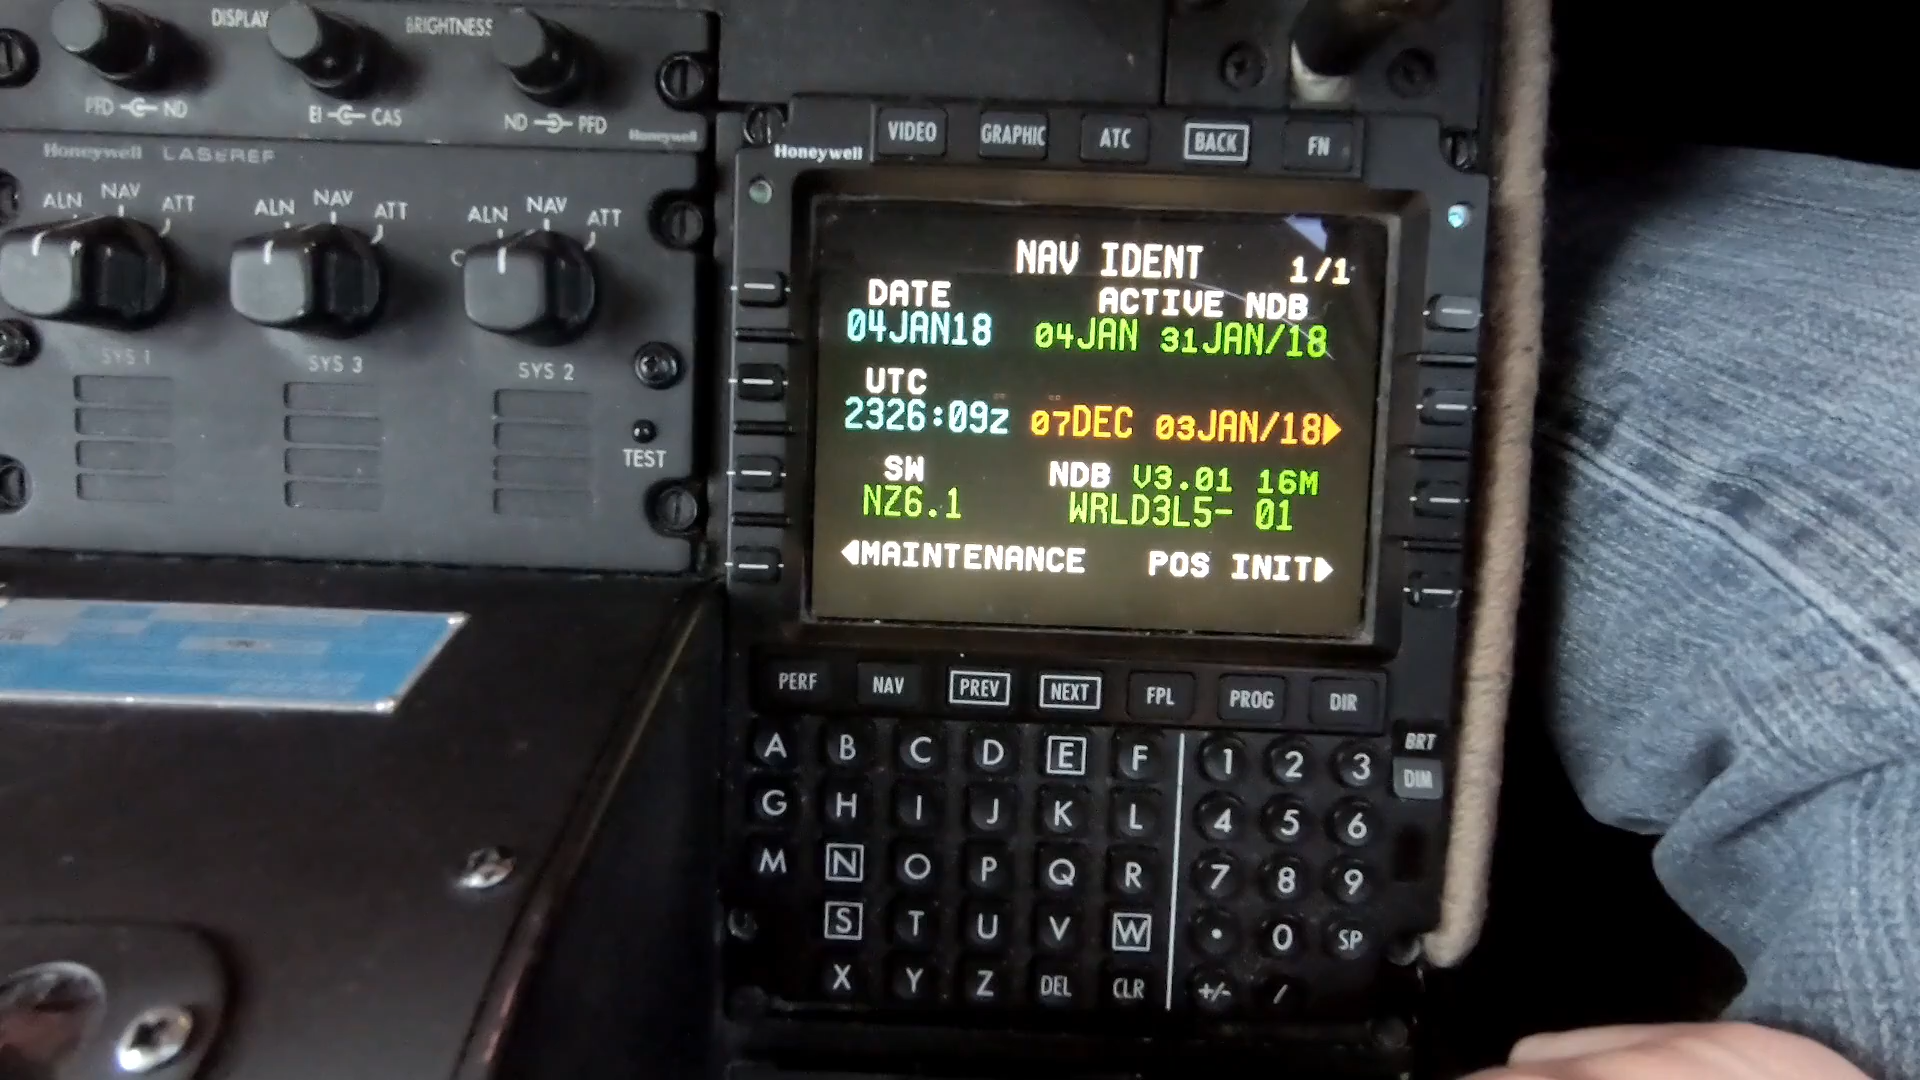 DISPLAY BRIGHTNESS
PFD ND
EI CAS
ND PFD
Honeywell
Honeywell LASEREF
ALN NAV ATT
ALN NAV ATT
ALN NAV ATT
SYS 1
SYS 3
SYS 2
TEST
Honeywell
VIDEO GRAPHIC ATC BACK FN
NAV IDENT 1/1
DATE ACTIVE NDB
04JAN18 04JAN 31JAN/18
UTC
2326:09z 07DEC 03JAN/18
SW NDB V3.01 16M
NZ6.1 WRLD3L5- 01
MAINTENANCE POS INIT
PERF NAV PREV NEXT FPL PROG DIR
BRT
DIM
A B C D E F 1 2 3
G H I J K L 4 5 6
M N O P Q R 7 8 9
S T U V W • 0 SP
X Y Z DEL CLR +/- /